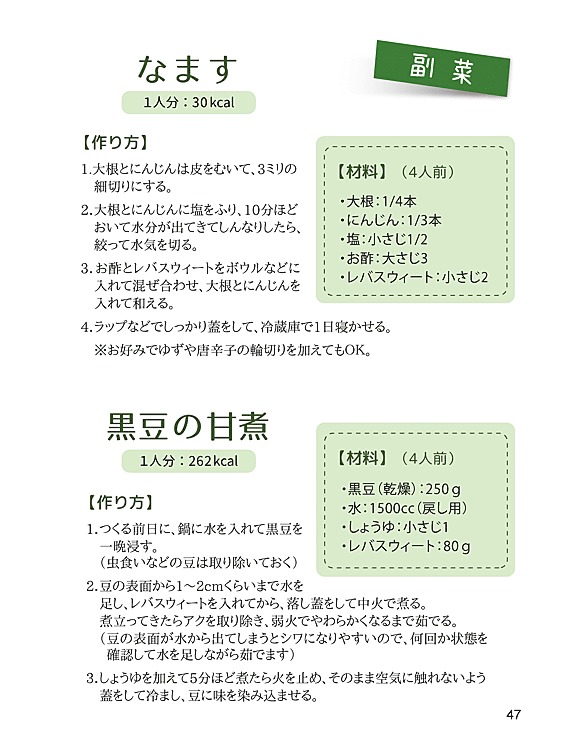 副菜
なます
1人分：30kcal
【作り方】
1.大根とにんじんは皮をむいて、3ミリの
細切りにする。
2.大根とにんじんに塩をふり、10分ほど
おいて水分が出てきてしんなりしたら、
絞って水気を切る。
3.お酢とレバスウィートをボウルなどに
入れて混ぜ合わせ、大根とにんじんを
入れて和える。
4.ラップなどでしっかり蓋をして、冷蔵庫で1日寝かせる。
※お好みでゆずや唐辛子の輪切りを加えてもOK。
【材料】（4人前）
・大根：1/4本
・にんじん：1/3本
・塩：小さじ1/2
・お酢：大さじ3
・レバスウィート：小さじ2
黒豆の甘煮
1人分：262kcal
【作り方】
1.つくる前日に、鍋に水を入れて黒豆を
一晩浸す。
（虫食いなどの豆は取り除いておく）
2.豆の表面から1〜2cmくらいまで水を
足し、レバスウィートを入れてから、落し蓋をして中火で煮る。
煮立ってきたらアクを取り除き、弱火でやわらかくなるまで茹でる。
（豆の表面が水から出てしまうとシワになりやすいので、何回か状態を
確認して水を足しながら茹でます）
3.しょうゆを加えて5分ほど煮たら火を止め、そのまま空気に触れないよう
蓋をして冷まし、豆に味を染み込ませる。
【材料】（4人前）
・黒豆（乾燥）：250g
・水：1500cc（戻し用）
・しょうゆ：小さじ1
・レバスウィート：80g
47